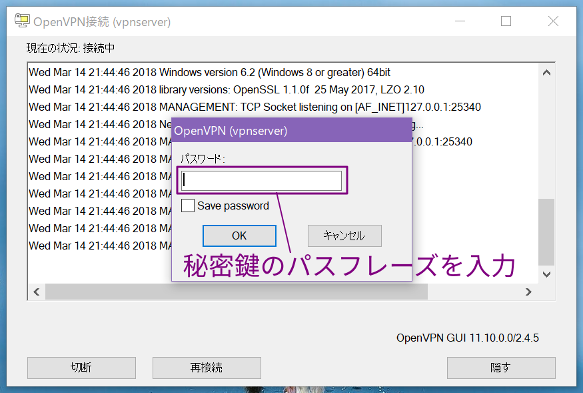 OpenVPN接続 (vpnserver)
現在の状況: 接続中
Wed Mar 14 21:44:46 2018 Windows version 6.2 (Windows 8 or greater) 64bit
Wed Mar 14 21:44:46 2018 library versions: OpenSSL 1.1.0f 25 May 2017, LZO 2.10
Wed Mar 14 21:44:46 2018 MANAGEMENT: TCP Socket listening on [AF_INET]127.0.0.1:25340
Wed Mar 14 21:44:46 2018 Ne g...
Wed Mar 14 21:44:46 2018 MA 7.0.0.1:25340
Wed Mar 14 21:44:46 2018 MA
Wed Mar 14 21:44:46 2018 MA
Wed Mar 14 21:44:46 2018 MA
Wed Mar 14 21:44:46 2018 MA
Wed Mar 14 21:44:46 2018 MA
Wed Mar 14 21:44:46 2018 MA
OpenVPN (vpnserver)
パスワード:
Save password
OK
キャンセル
秘密鍵のパスフレーズを入力
OpenVPN GUI 11.10.0.0/2.4.5
切断
再接続
隠す